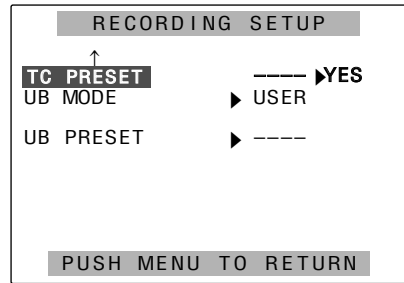 RECORDING SETUP
↑
TC PRESET ---- ▶YES
UB MODE ▶ USER
UB PRESET ▶ ----
PUSH MENU TO RETURN